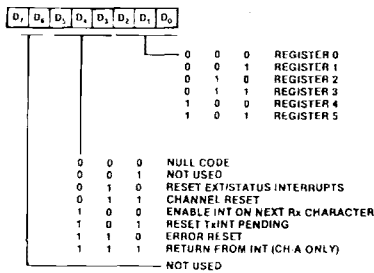 D7 D6 D5 D4 D3 D2 D1 D0
0 0 0 REGISTER 0
0 0 1 REGISTER 1
0 1 0 REGISTER 2
0 1 1 REGISTER 3
1 0 0 REGISTER 4
1 0 1 REGISTER 5
0 0 0 NULL CODE
0 0 1 NOT USED
0 1 0 RESET EXT/STATUS INTERRUPTS
0 1 1 CHANNEL RESET
1 0 0 ENABLE INT ON NEXT Rx CHARACTER
1 0 1 RESET TxINT PENDING
1 1 0 ERROR RESET
1 1 1 RETURN FROM INT (CH-A ONLY)
NOT USED